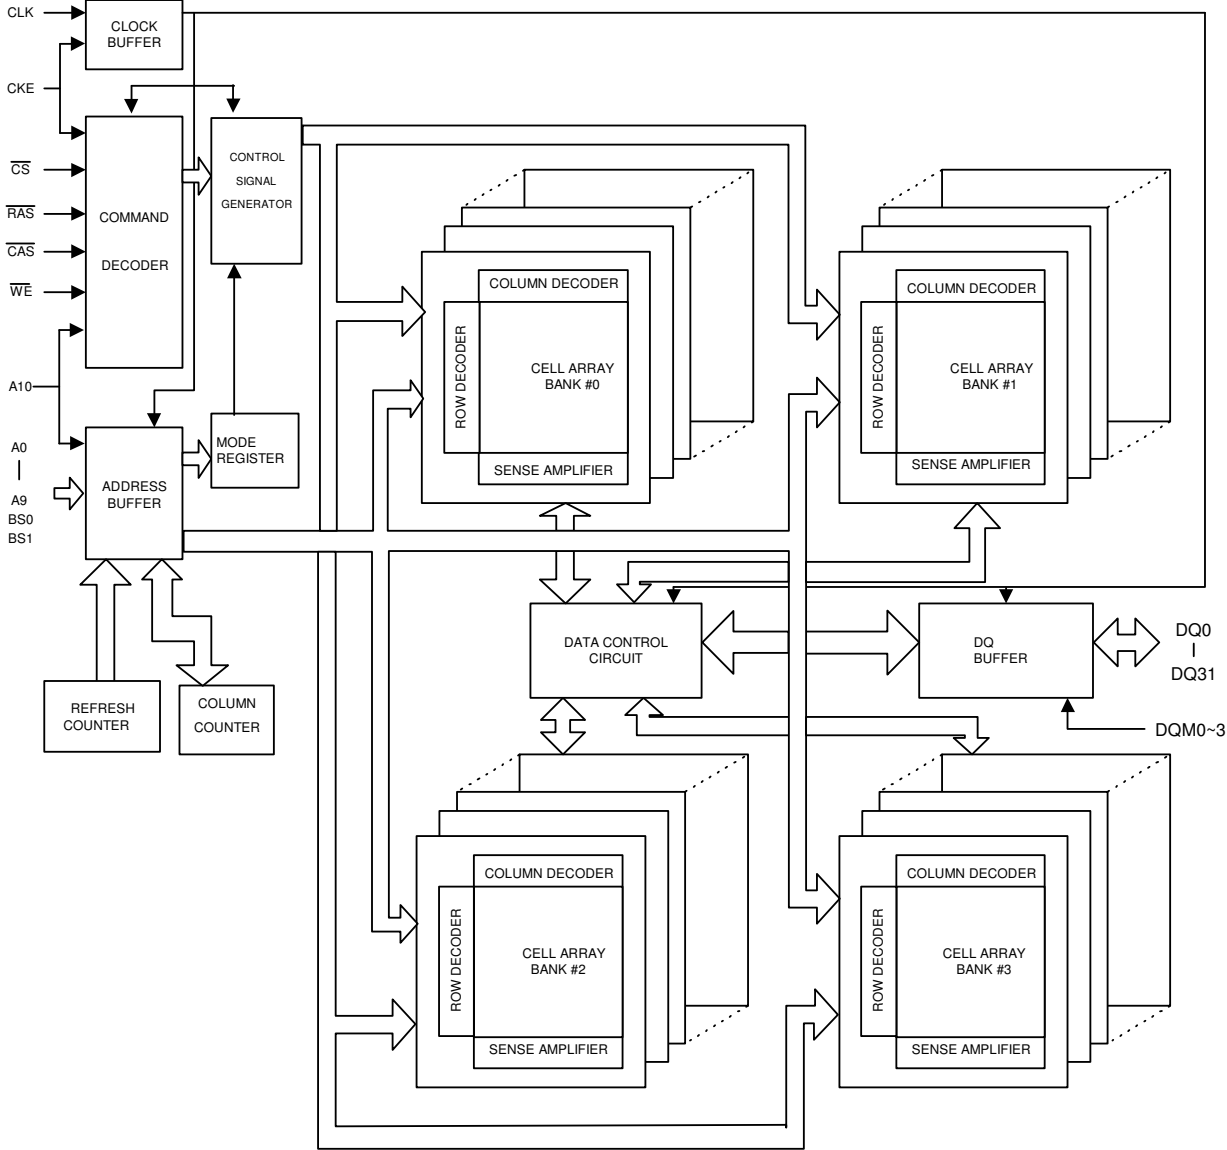 CLK
CLOCK
BUFFER
CKE
CS
RAS
CAS
WE
COMMAND
DECODER
CONTROL
SIGNAL
GENERATOR
A10
A0
A9
BS0
BS1
ADDRESS
BUFFER
MODE
REGISTER
REFRESH
COUNTER
COLUMN
COUNTER
COLUMN DECODER
ROW DECODER
CELL ARRAY
BANK #0
SENSE AMPLIFIER
COLUMN DECODER
ROW DECODER
CELL ARRAY
BANK #1
SENSE AMPLIFIER
DATA CONTROL
CIRCUIT
DQ
BUFFER
DQ0
DQ31
DQM0~3
COLUMN DECODER
ROW DECODER
CELL ARRAY
BANK #2
SENSE AMPLIFIER
COLUMN DECODER
ROW DECODER
CELL ARRAY
BANK #3
SENSE AMPLIFIER